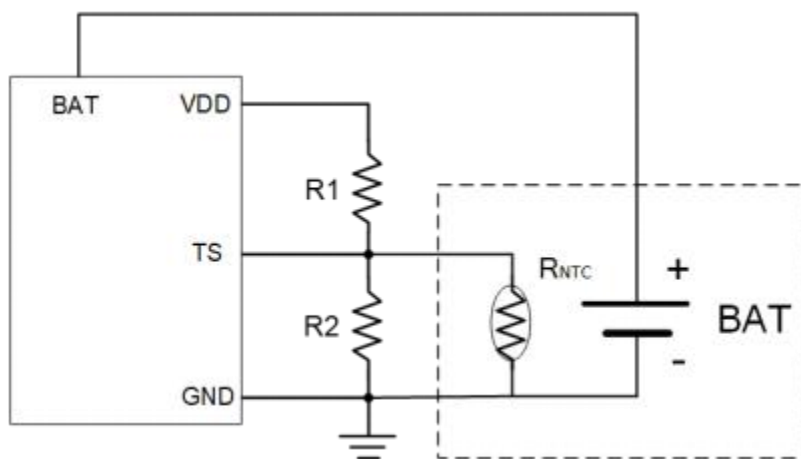 BAT VDD
R1
TS
RNTC
+
R2
BAT
-
GND